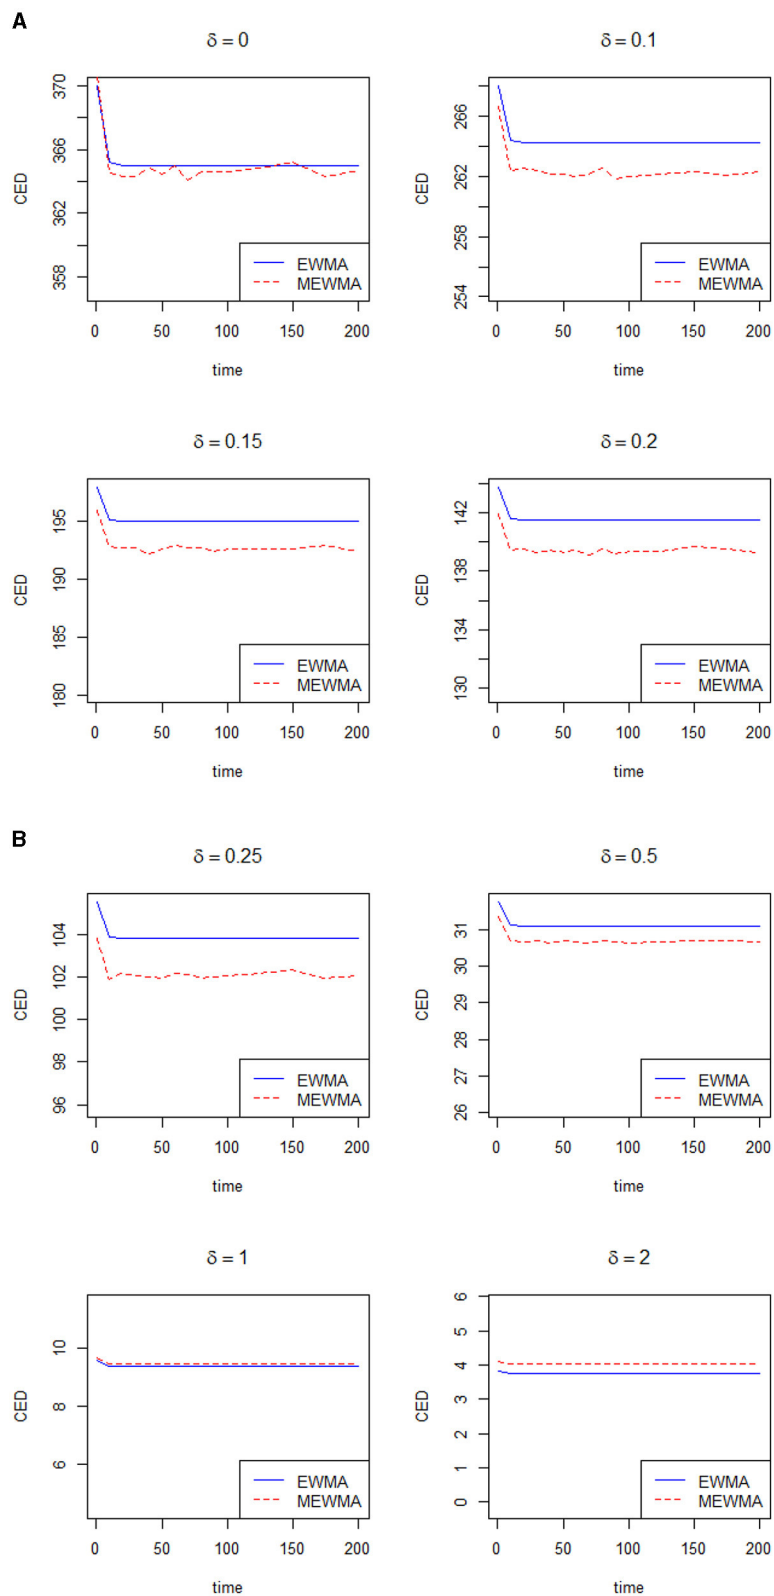 A
δ = 0
δ = 0.1
370
366
362
358
CED
EWMA
MEWMA
0 50 100 150 200
time
266
262
258
254
CED
EWMA
MEWMA
0 50 100 150 200
time
δ = 0.15
δ = 0.2
195
190
185
180
CED
EWMA
MEWMA
0 50 100 150 200
time
142
138
134
130
CED
EWMA
MEWMA
0 50 100 150 200
time
B
δ = 0.25
δ = 0.5
104
102
100
98
96
CED
EWMA
MEWMA
0 50 100 150 200
time
31
30
29
28
27
26
CED
EWMA
MEWMA
0 50 100 150 200
time
δ = 1
δ = 2
10
8
6
CED
EWMA
MEWMA
0 50 100 150 200
time
6
5
4
3
2
1
0
CED
EWMA
MEWMA
0 50 100 150 200
time